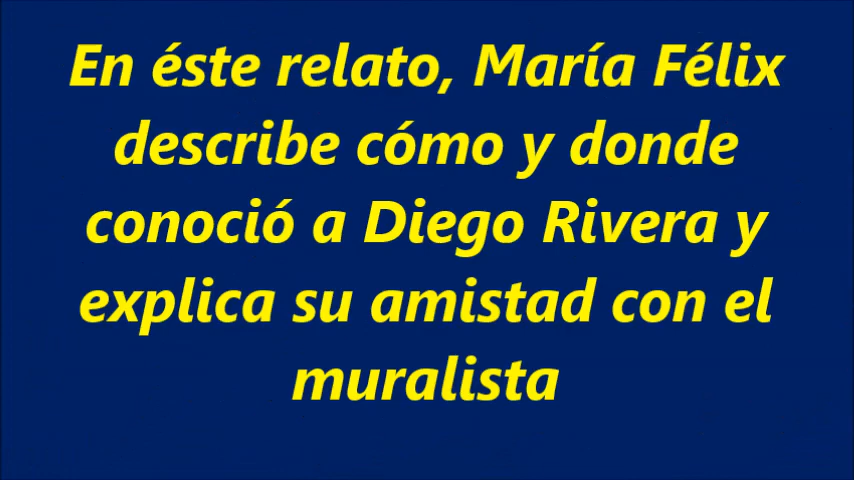 En éste relato, María Félix
describe cómo y donde
conoció a Diego Rivera y
explica su amistad con el
muralista